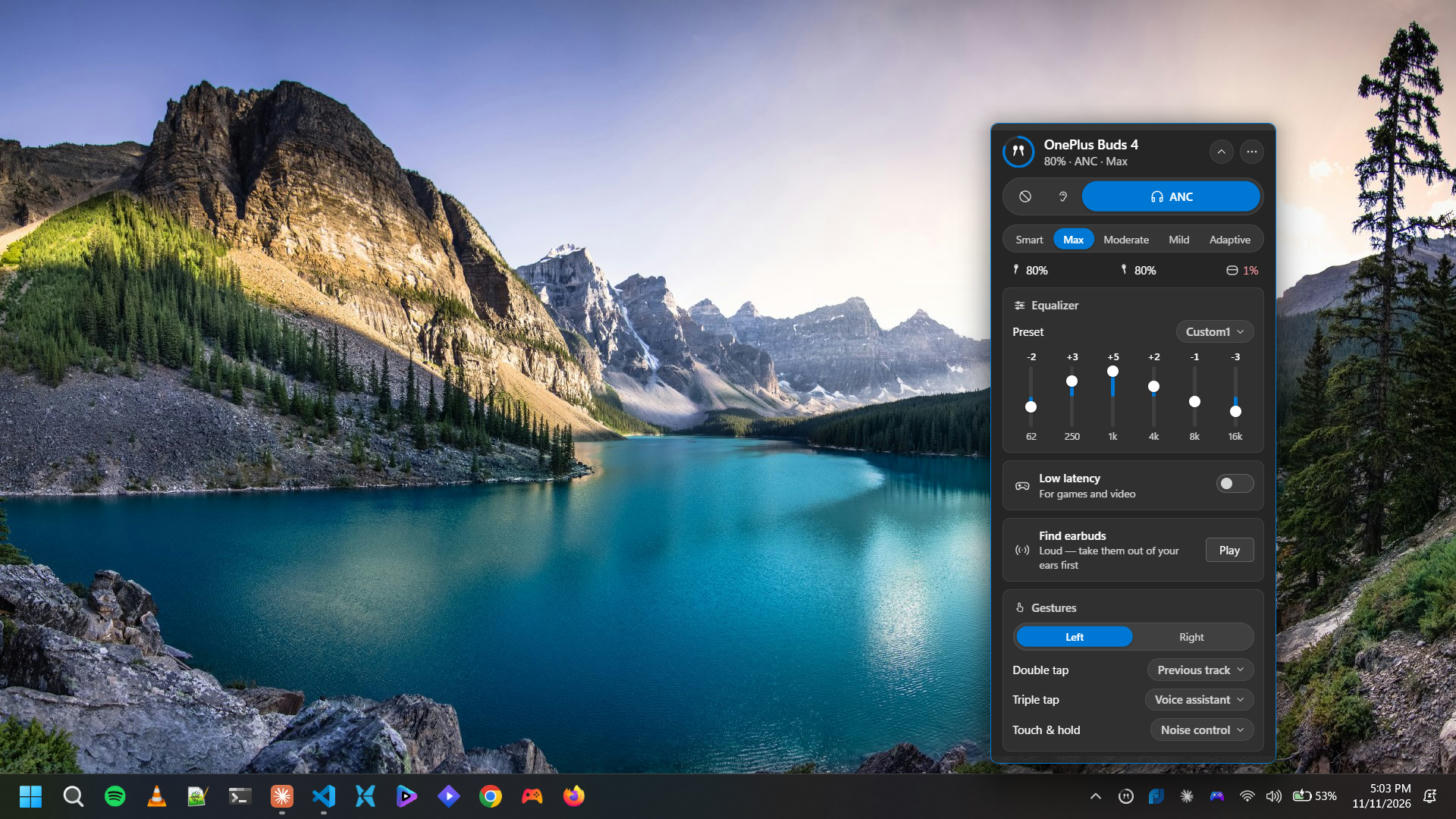 OnePlus Buds 4
80% · ANC · Max
ANC
Smart Max Moderate Mild Adaptive
80% 80% 1%
Equalizer
Preset Custom1
-2 +3 +5 +2 -1 -3
62 250 1k 4k 8k 16k
Low latency
For games and video
Find earbuds
Loud — take them out of your
ears first
Play
Gestures
Left Right
Double tap Previous track
Triple tap Voice assistant
Touch & hold Noise control
53%
5:03 PM
11/11/2026